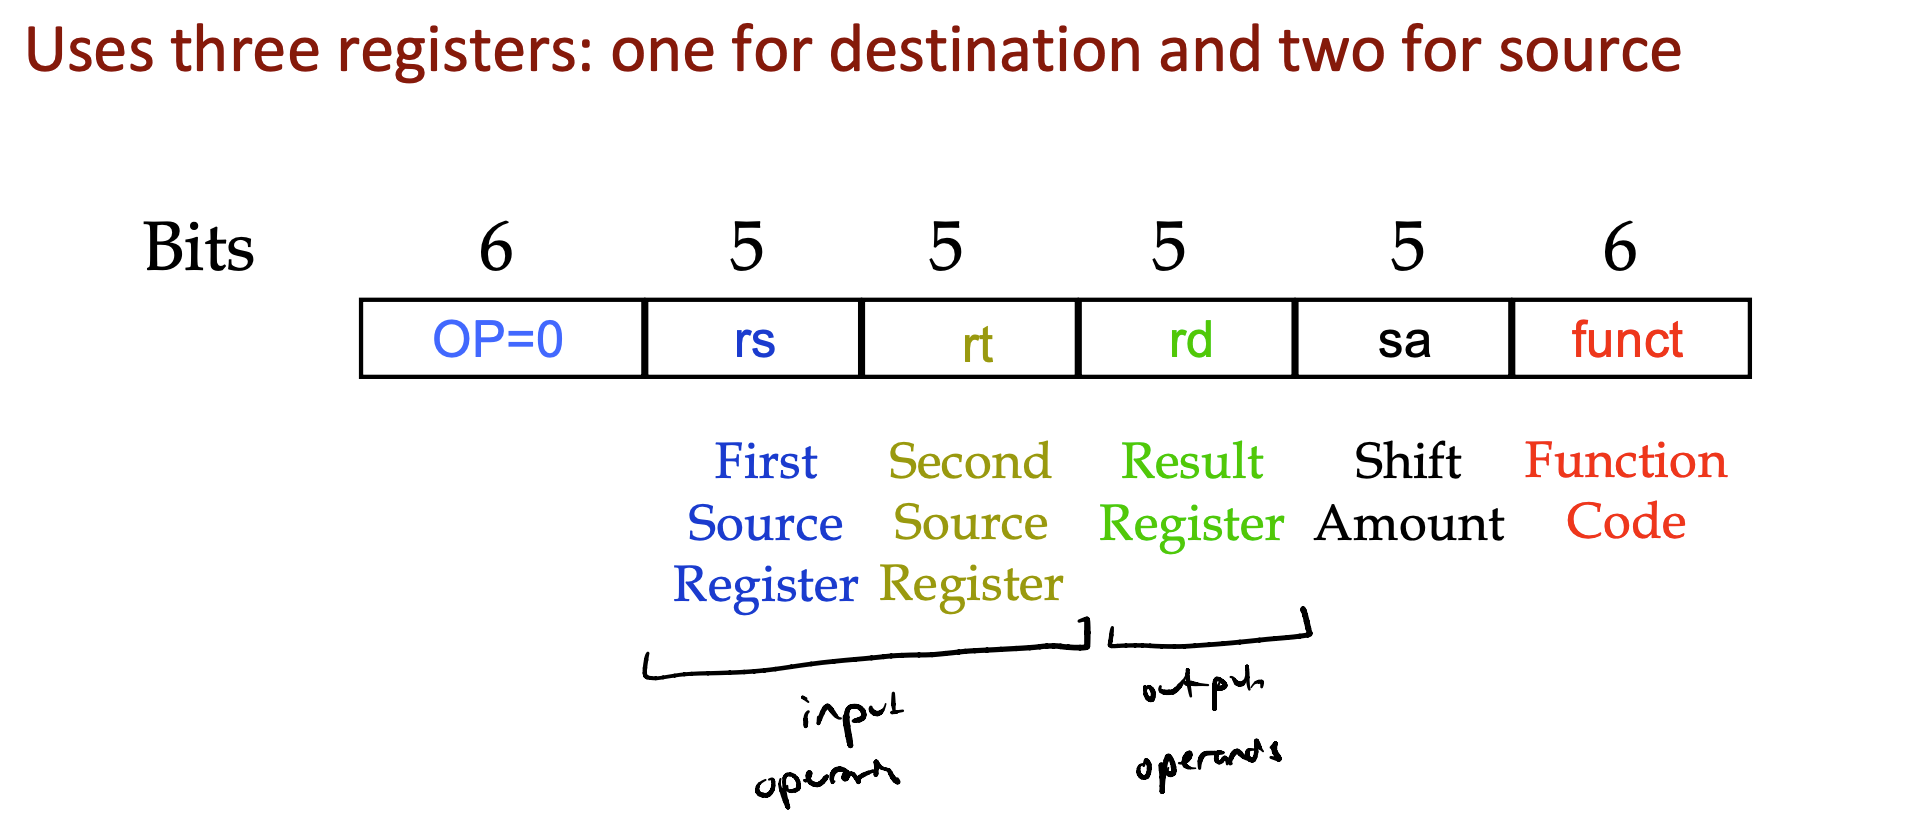 Uses three registers: one for destination and two for source
Bits 6 5 5 5 5 6
OP=0 rs rt rd sa funct
First Second Result Shift Function
Source Source Register Amount Code
Register Register
input output
operands operands